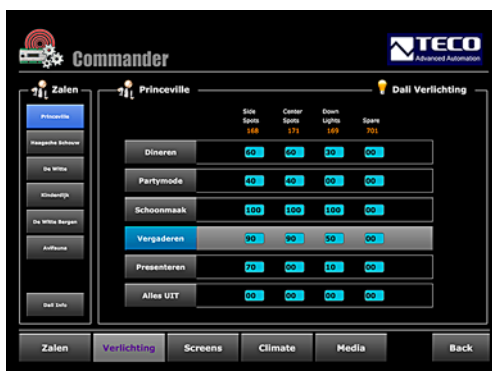 Commander
TECO
Advanced Automation
Zalen
Princeville
Dali Verlichting
Princeville
Haagsche Schouw
De Witte
Kinderdijk
De Witte Bergen
Avifauna
Dali Info
Side Spots 168
Center Spots 171
Down Lights 169
Spare 701
Dineren 60 60 30 00
Partymode 40 40 00 00
Schoonmaak 100 100 100 00
Vergaderen 90 90 50 00
Presenteren 70 00 10 00
Alles UIT 00 00 00 00
Zalen Verlichting Screens Climate Media Back